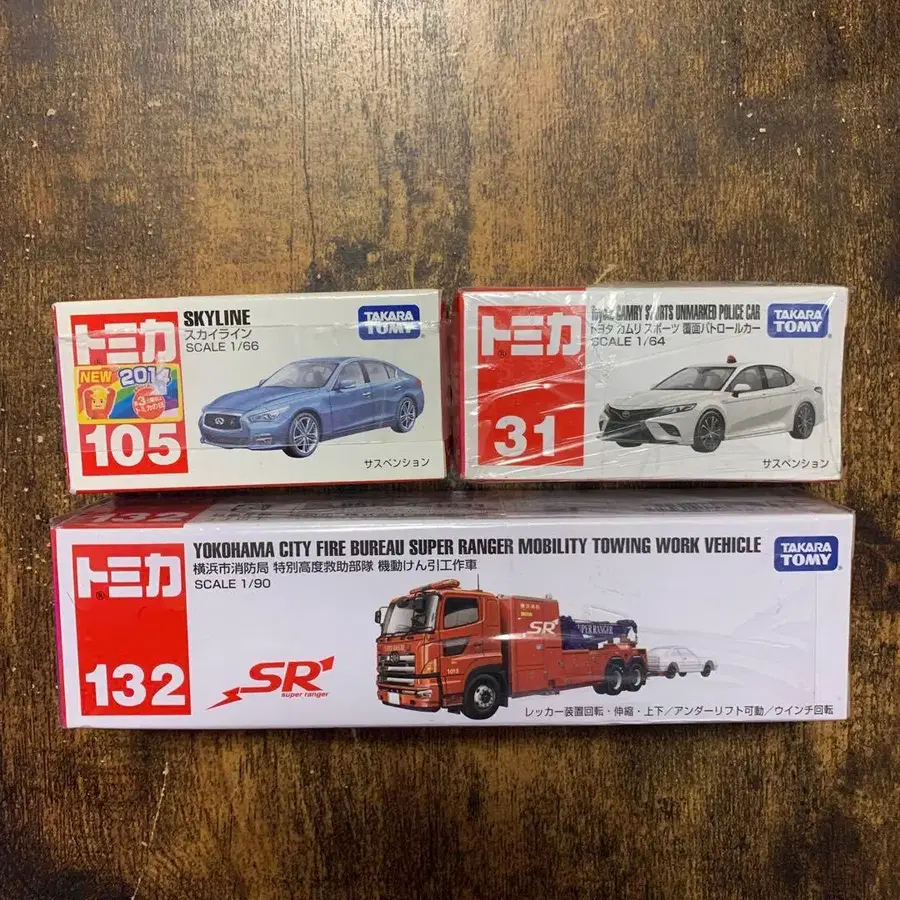 トミカ
NEW 2014
105
SKYLINE
スカイライン
SCALE 1/66
TAKARA
TOMY
サスペンション
トミカ
31
Toyota CAMRY SPORTS UNMARKED POLICE CAR
トヨタ カムリ スポーツ 覆面パトロールカー
SCALE 1/64
TAKARA
TOMY
サスペンション
132
トミカ
132
YOKOHAMA CITY FIRE BUREAU SUPER RANGER MOBILITY TOWING WORK VEHICLE
横浜市消防局 特別高度救助部隊 機動けん引工作車
SCALE 1/90
TAKARA
TOMY
SR
super ranger
SR
SUPER RANGER
レッカー装置回転・伸縮・上下/アンダーリフト可動/ウインチ回転